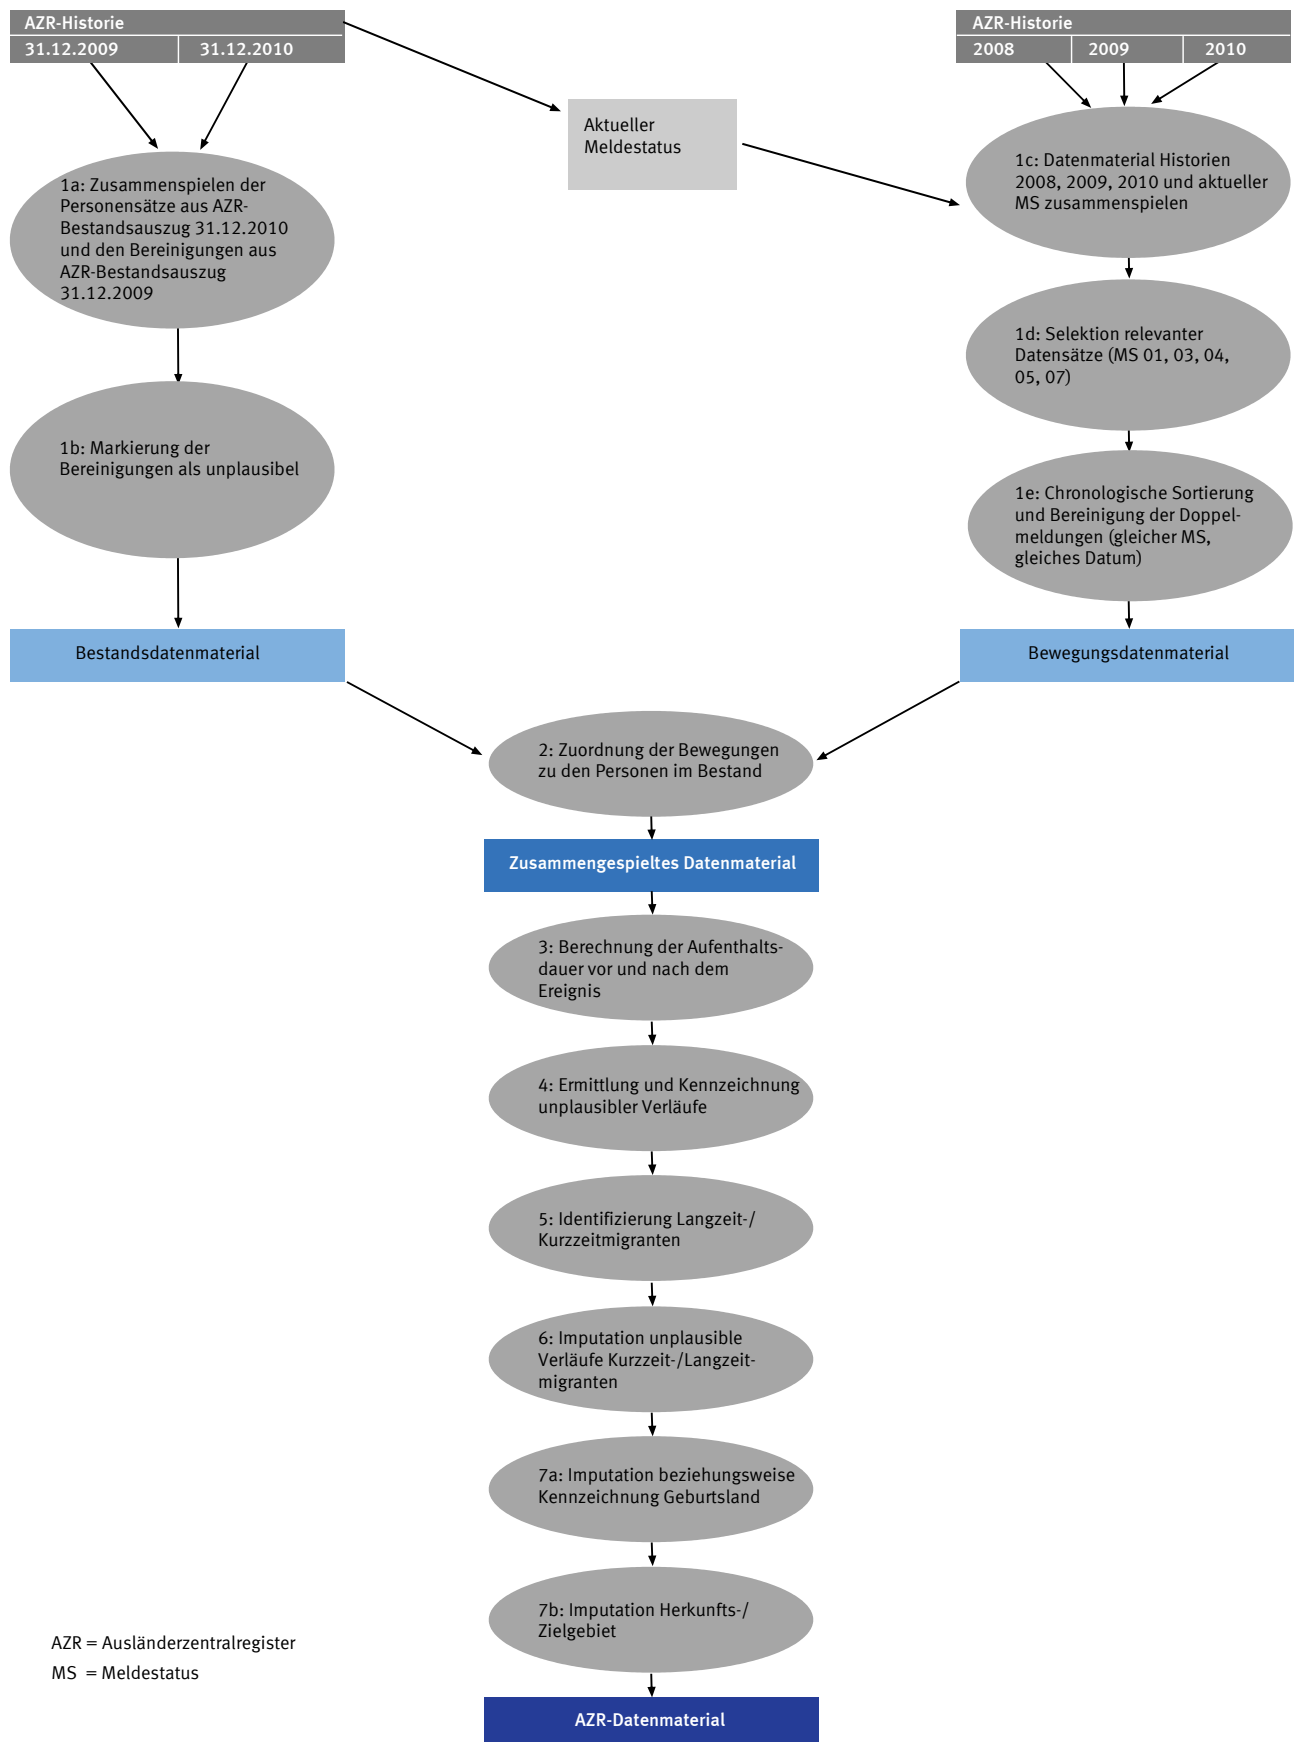 AZR-Historie
31.12.2009 31.12.2010
AZR-Historie
2008 2009 2010
Aktueller
Meldestatus
1a: Zusammenspielen der
Personensätze aus AZR-
Bestandsauszug 31.12.2010
und den Bereinigungen aus
AZR-Bestandsauszug
31.12.2009
1c: Datenmaterial Historien
2008, 2009, 2010 und aktueller
MS zusammenspielen
1d: Selektion relevanter
Datensätze (MS 01, 03, 04,
05, 07)
1b: Markierung der
Bereinigungen als unplausibel
1e: Chronologische Sortierung
und Bereinigung der Doppel-
meldungen (gleicher MS,
gleiches Datum)
Bestandsdatenmaterial
Bewegungsdatenmaterial
2: Zuordnung der Bewegungen
zu den Personen im Bestand
Zusammengespieltes Datenmaterial
3: Berechnung der Aufenthalts-
dauer vor und nach dem
Ereignis
4: Ermittlung und Kennzeichnung
unplausibler Verläufe
5: Identifizierung Langzeit-/
Kurzzeitmigranten
6: Imputation unplausible
Verläufe Kurzzeit-/Langzeit-
migranten
7a: Imputation beziehungsweise
Kennzeichnung Geburtsland
7b: Imputation Herkunfts-/
Zielgebiet
AZR = Ausländerzentralregister
MS = Meldestatus
AZR-Datenmaterial